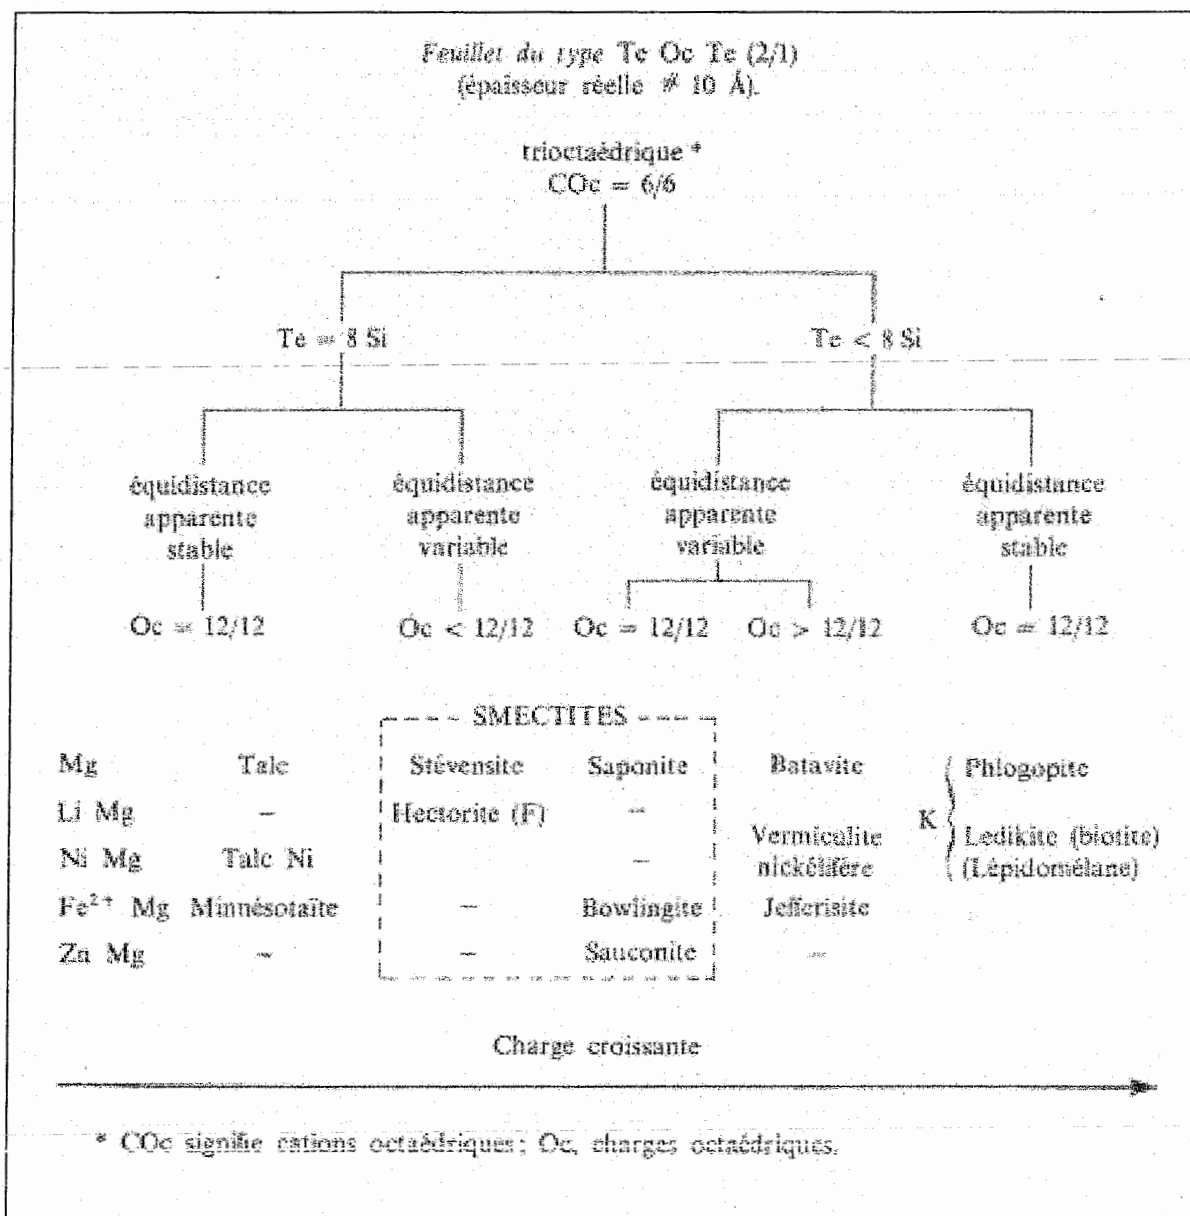 Feuillet du type Te Oc Te (2/1)
(épaisseur réelle # 10 Å).
trioctaédrique *
COc = 6/6
Te = 8 Si
Te < 8 Si
équidistance
apparente
stable
équidistance
apparente
variable
équidistance
apparente
variable
équidistance
apparente
stable
Oc = 12/12
Oc < 12/12
Oc = 12/12
Oc > 12/12
Oc = 12/12
SMECTITES
Mg Talc Stévensite Saponite Batavite Phlogopite
Li Mg – Hectorite (F) –
K
Vermiculite
nickélifère
Ledikite (biotite)
(Lépidomélane)
Ni Mg Talc Ni –
Fe²⁺ Mg Minnésotaïte – Bowlingite Jefferisite
Zn Mg – – Sauconite –
Charge croissante
* COc signifie cations octaédriques; Oc, charges octaédriques.